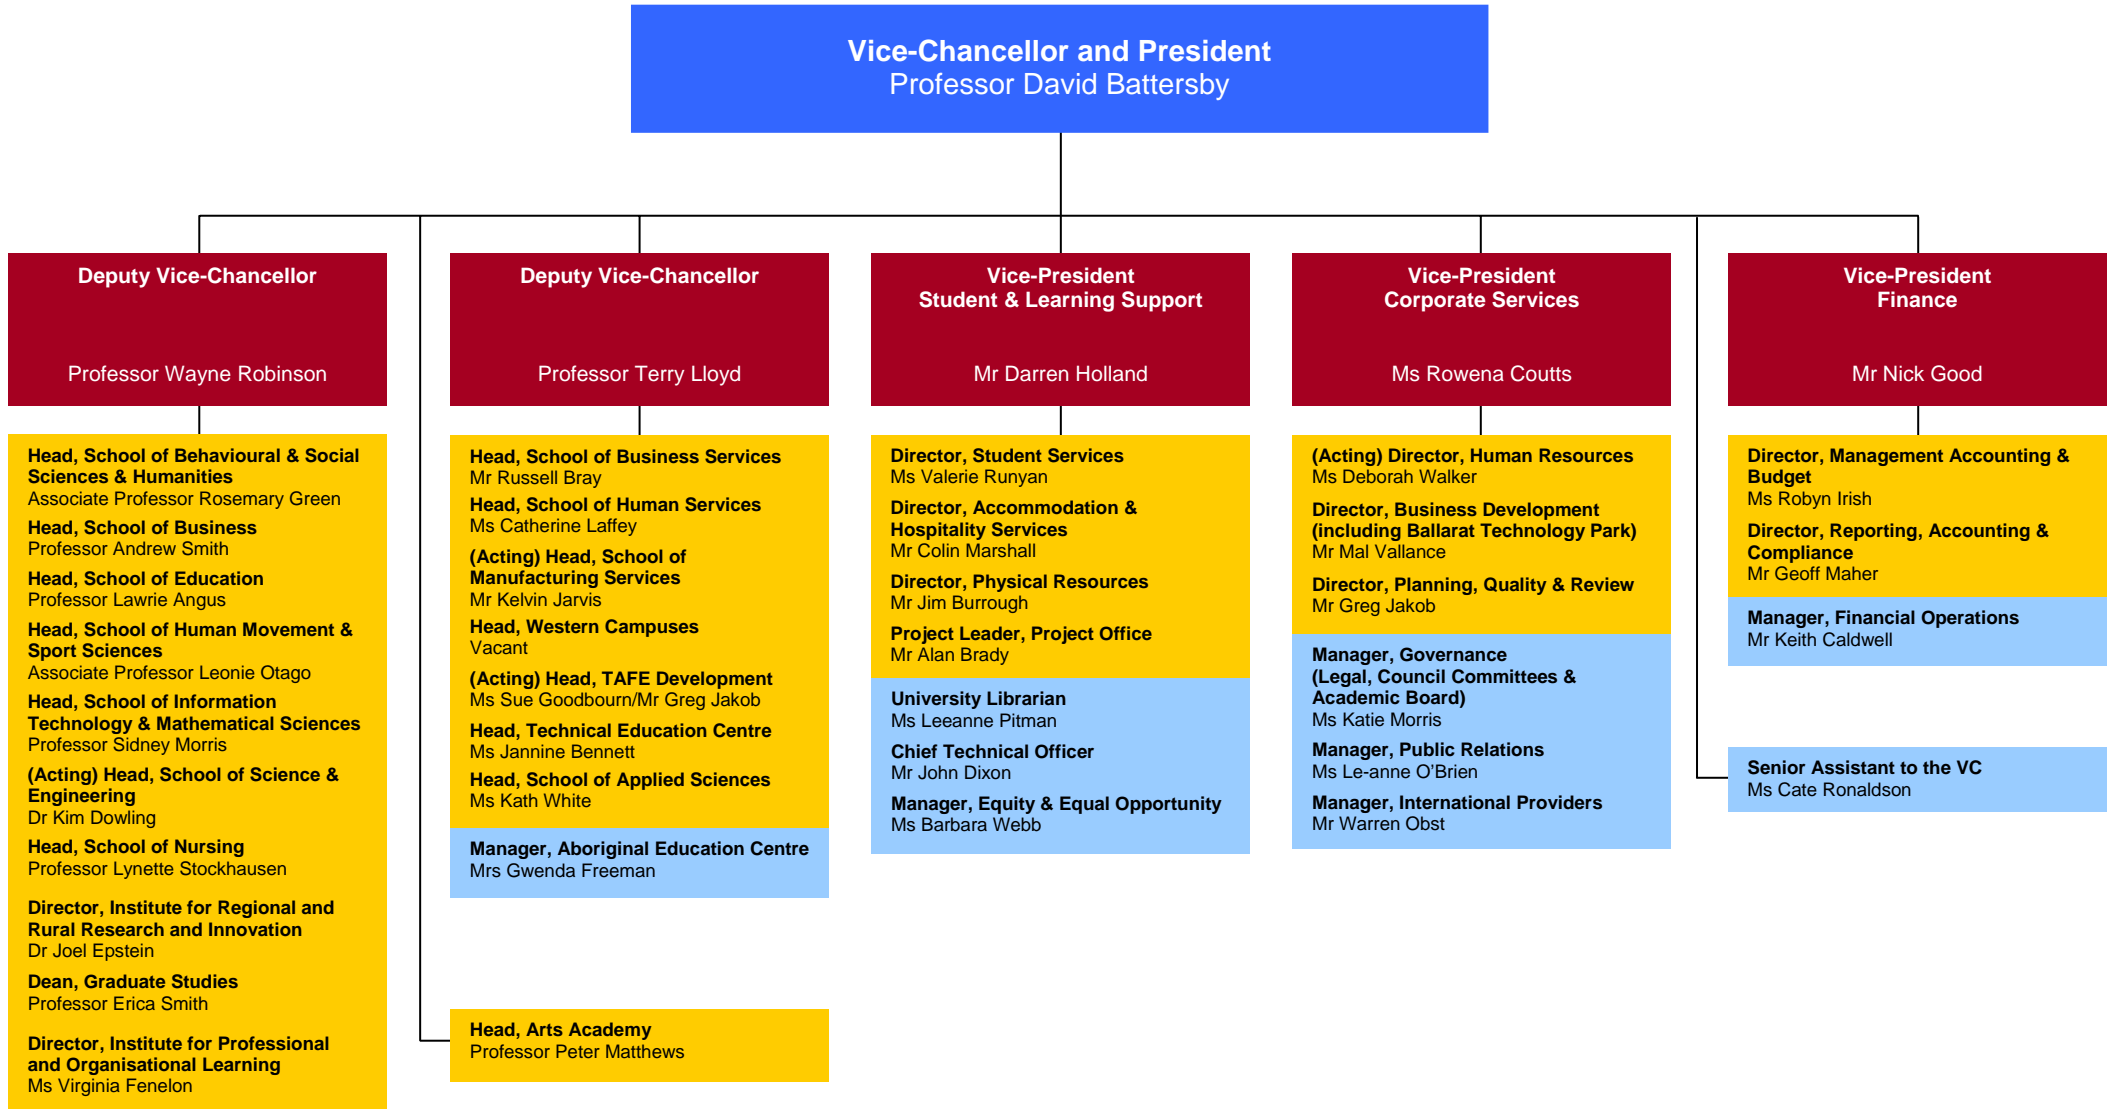 Vice-Chancellor and President
Professor David Battersby
Deputy Vice-Chancellor
Professor Wayne Robinson
Head, School of Behavioural & Social
Sciences & Humanities
Associate Professor Rosemary Green
Head, School of Business
Professor Andrew Smith
Head, School of Education
Professor Lawrie Angus
Head, School of Human Movement &
Sport Sciences
Associate Professor Leonie Otago
Head, School of Information
Technology & Mathematical Sciences
Professor Sidney Morris
(Acting) Head, School of Science &
Engineering
Dr Kim Dowling
Head, School of Nursing
Professor Lynette Stockhausen
Director, Institute for Regional and
Rural Research and Innovation
Dr Joel Epstein
Dean, Graduate Studies
Professor Erica Smith
Director, Institute for Professional
and Organisational Learning
Ms Virginia Fenelon
Deputy Vice-Chancellor
Professor Terry Lloyd
Head, School of Business Services
Mr Russell Bray
Head, School of Human Services
Ms Catherine Laffey
(Acting) Head, School of
Manufacturing Services
Mr Kelvin Jarvis
Head, Western Campuses
Vacant
(Acting) Head, TAFE Development
Ms Sue Goodbourn/Mr Greg Jakob
Head, Technical Education Centre
Ms Jannine Bennett
Head, School of Applied Sciences
Ms Kath White
Manager, Aboriginal Education Centre
Mrs Gwenda Freeman
Head, Arts Academy
Professor Peter Matthews
Vice-President
Student & Learning Support
Mr Darren Holland
Director, Student Services
Ms Valerie Runyan
Director, Accommodation &
Hospitality Services
Mr Colin Marshall
Director, Physical Resources
Mr Jim Burrough
Project Leader, Project Office
Mr Alan Brady
University Librarian
Ms Leeanne Pitman
Chief Technical Officer
Mr John Dixon
Manager, Equity & Equal Opportunity
Ms Barbara Webb
Vice-President
Corporate Services
Ms Rowena Coutts
(Acting) Director, Human Resources
Ms Deborah Walker
Director, Business Development
(including Ballarat Technology Park)
Mr Mal Vallance
Director, Planning, Quality & Review
Mr Greg Jakob
Manager, Governance
(Legal, Council Committees &
Academic Board)
Ms Katie Morris
Manager, Public Relations
Ms Le-anne O'Brien
Manager, International Providers
Mr Warren Obst
Vice-President
Finance
Mr Nick Good
Director, Management Accounting &
Budget
Ms Robyn Irish
Director, Reporting, Accounting &
Compliance
Mr Geoff Maher
Manager, Financial Operations
Mr Keith Caldwell
Senior Assistant to the VC
Ms Cate Ronaldson